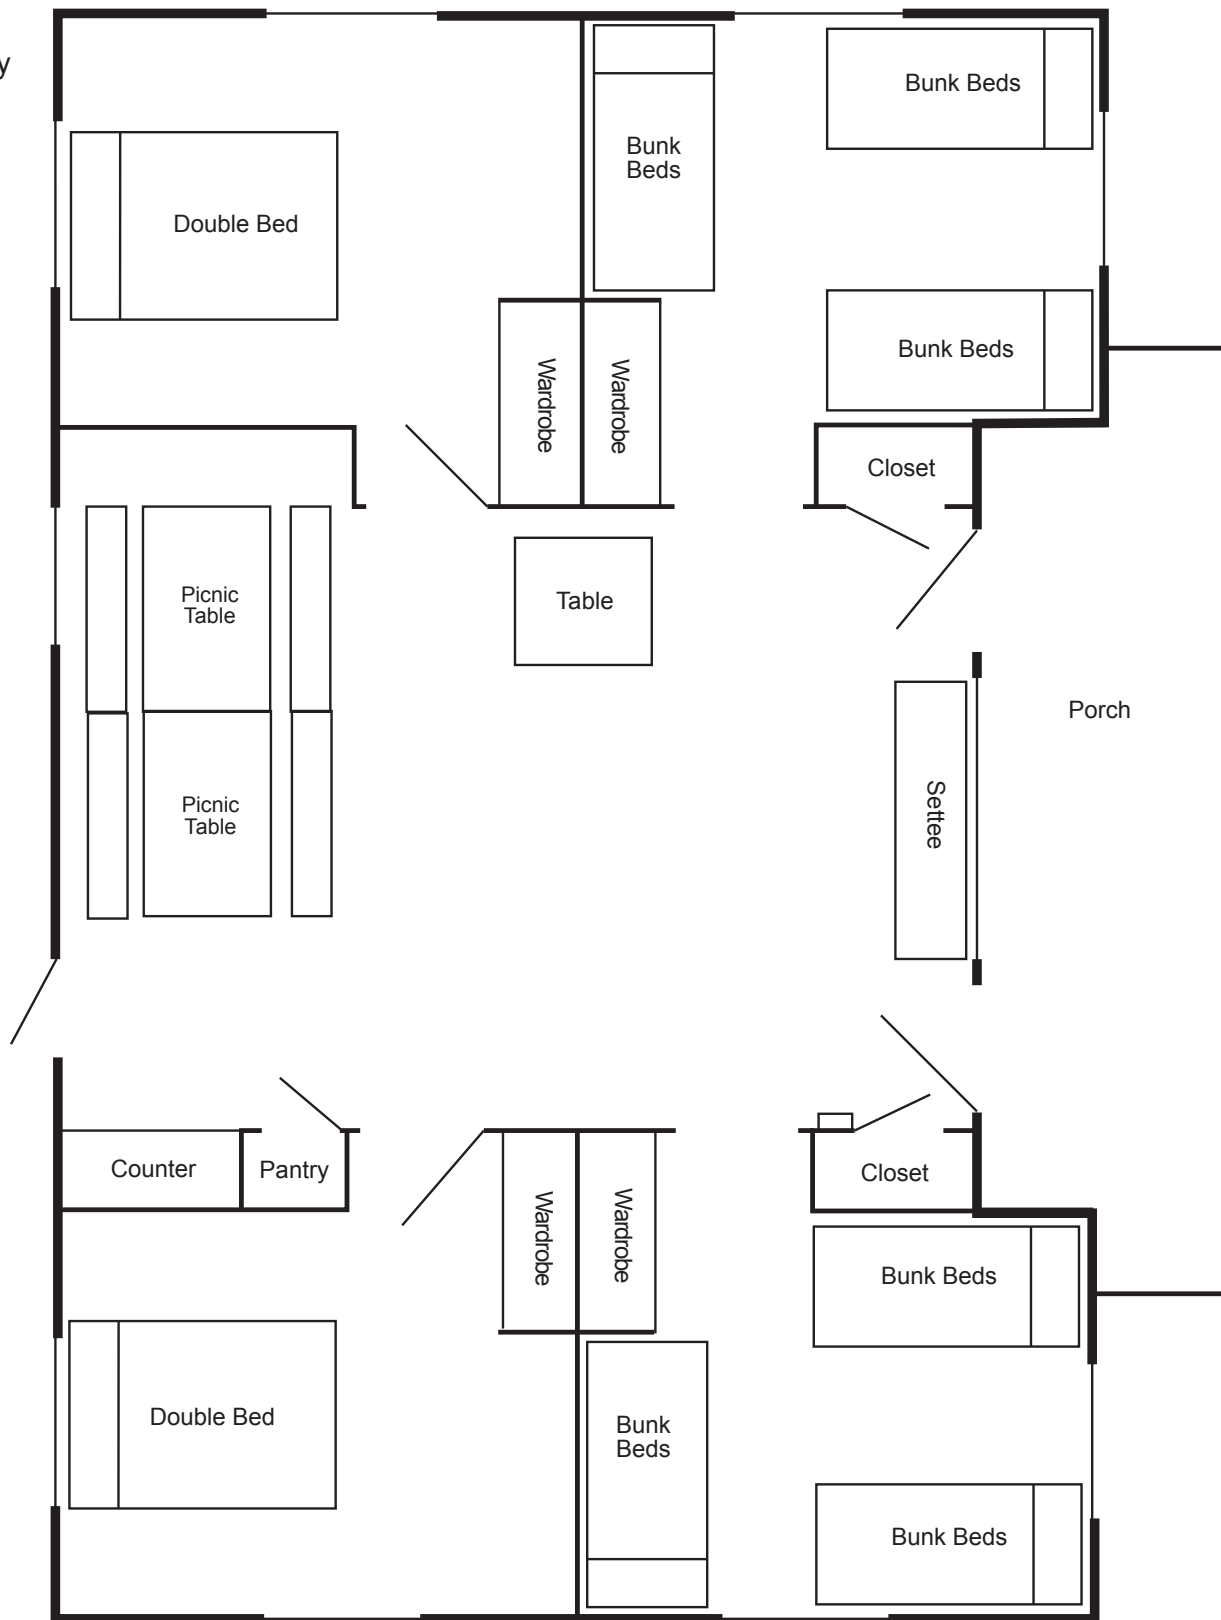 y
Bunk Beds
Bunk
Beds
Double Bed
Bunk Beds
Wardrobe
Wardrobe
Closet
Picnic
Table
Table
Porch
Picnic
Table
Settee
Counter
Pantry
Closet
Wardrobe
Wardrobe
Bunk Beds
Double Bed
Bunk
Beds
Bunk Beds